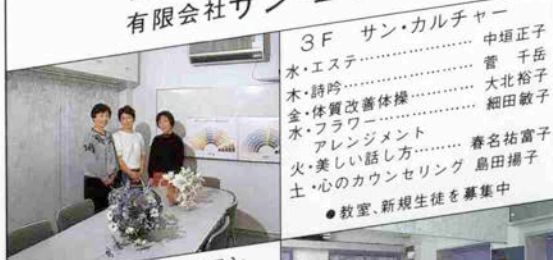 有限会社サン
3F サン・カルチャー
水・エステ………………… 中垣正子
木・詩吟…………………… 菅 千岳
金・体質改善体操………… 大北裕子
水・フラワー……………… 細田敏子
アレンジメント
火・美しい話し方……… 春名祐富子
土・心のカウンセリング 島田揚子
●教室、新規生徒を募集中